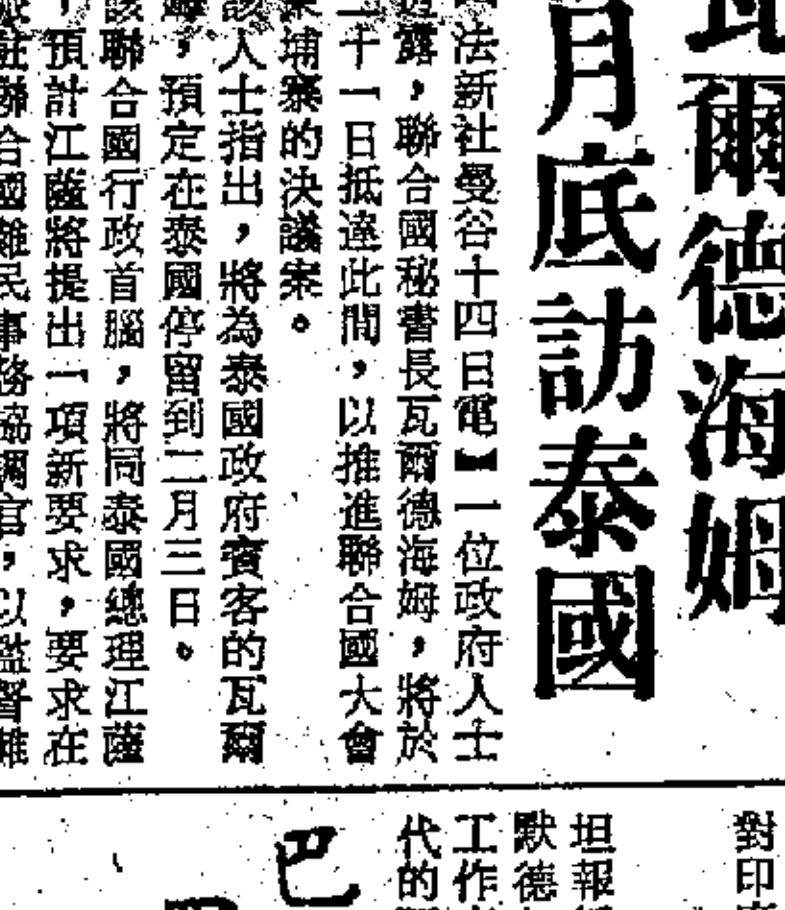 瓦爾德海姆
月底訪泰國
法新社曼谷十四日電】一位政府人士
露，聯合國秘書長瓦爾德海姆，將於
二十一日抵達此間，以推進聯合國大會
柬埔寨的決議案。
該人士指出，將為泰國政府賓客的瓦爾
，預定在泰國停留到二月三日。
該聯合國行政首腦，將同泰國總理江薩
，預計江薩將提出一項新要求，要求在
駐聯合國難民事務協調官，以監督難
對印
坦報
默德
工作
代的
巴